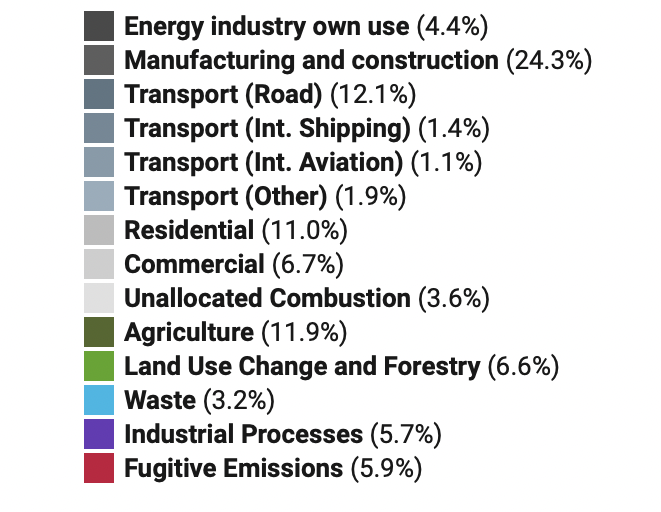 Energy industry own use (4.4%)
Manufacturing and construction (24.3%)
Transport (Road) (12.1%)
Transport (Int. Shipping) (1.4%)
Transport (Int. Aviation) (1.1%)
Transport (Other) (1.9%)
Residential (11.0%)
Commercial (6.7%)
Unallocated Combustion (3.6%)
Agriculture (11.9%)
Land Use Change and Forestry (6.6%)
Waste (3.2%)
Industrial Processes (5.7%)
Fugitive Emissions (5.9%)